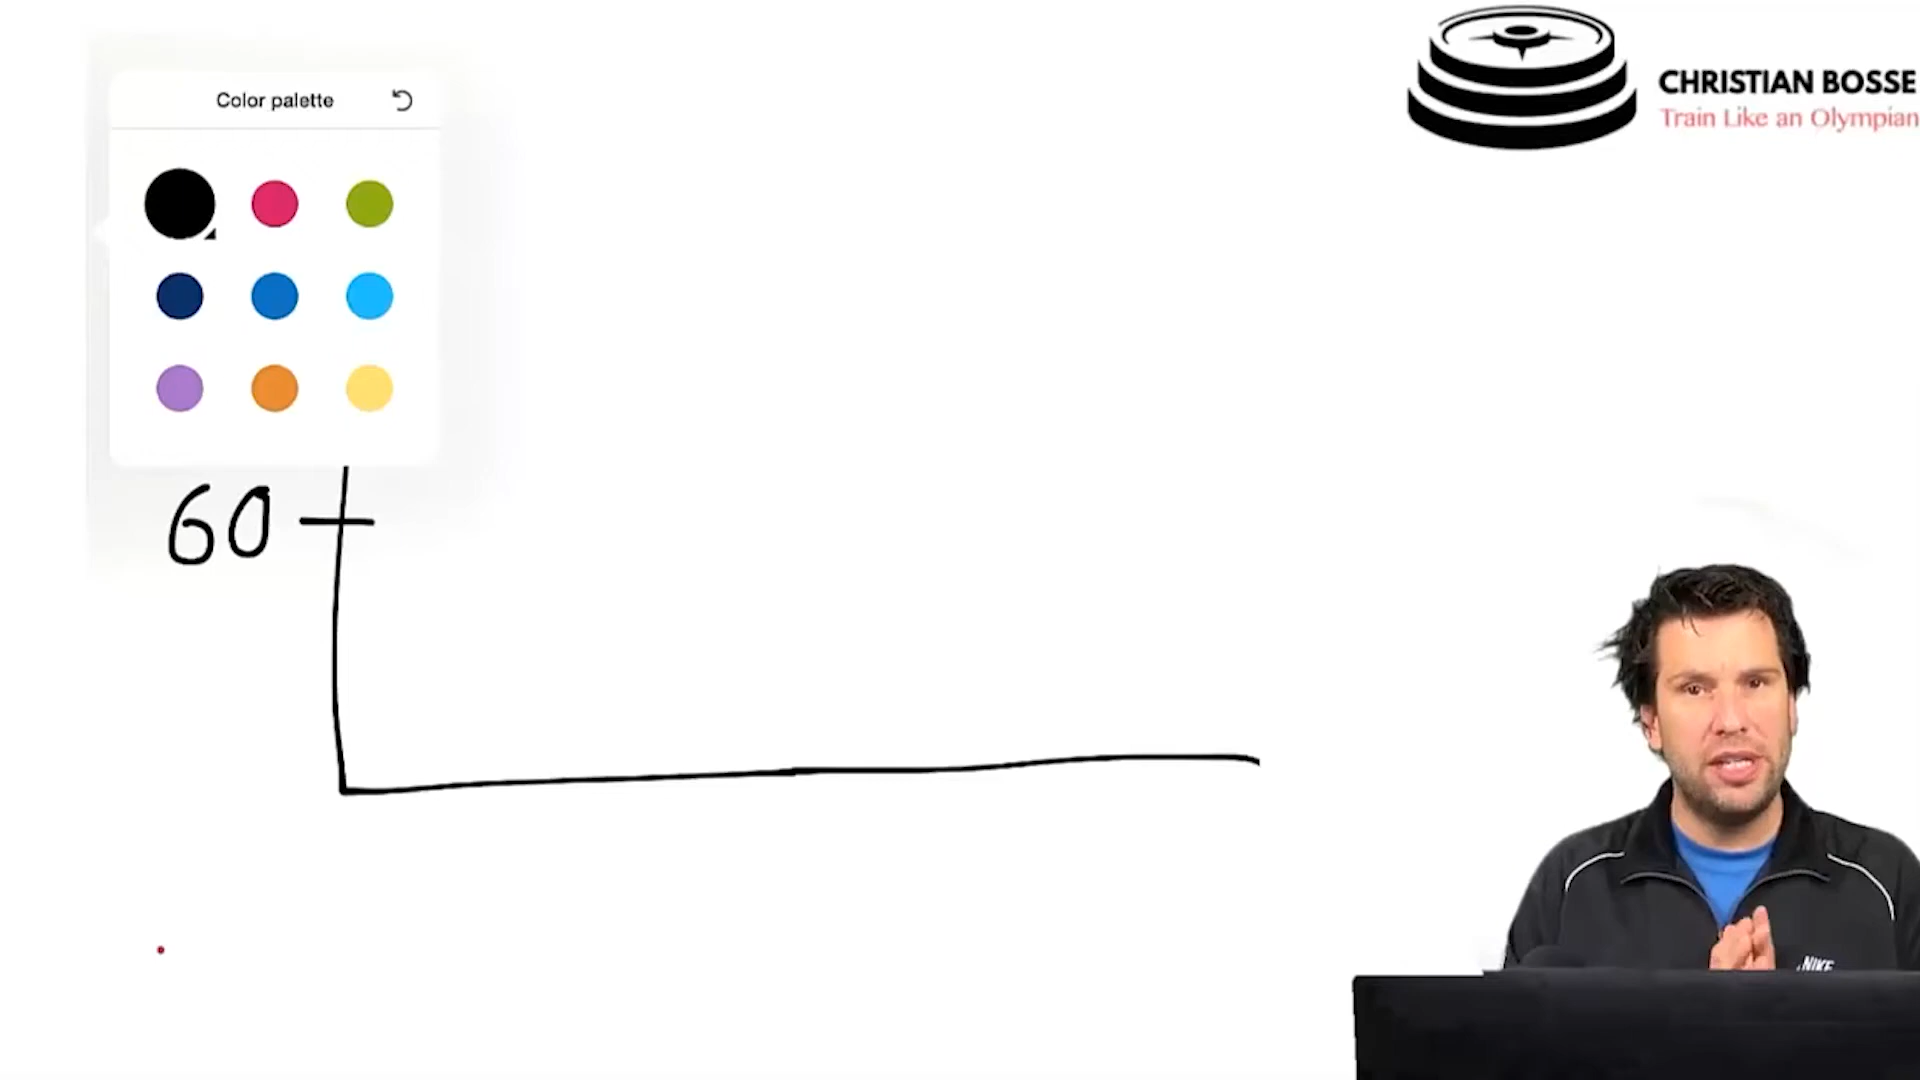 Color palette
CHRISTIAN BOSSE
Train Like an Olympian
60
NIKE